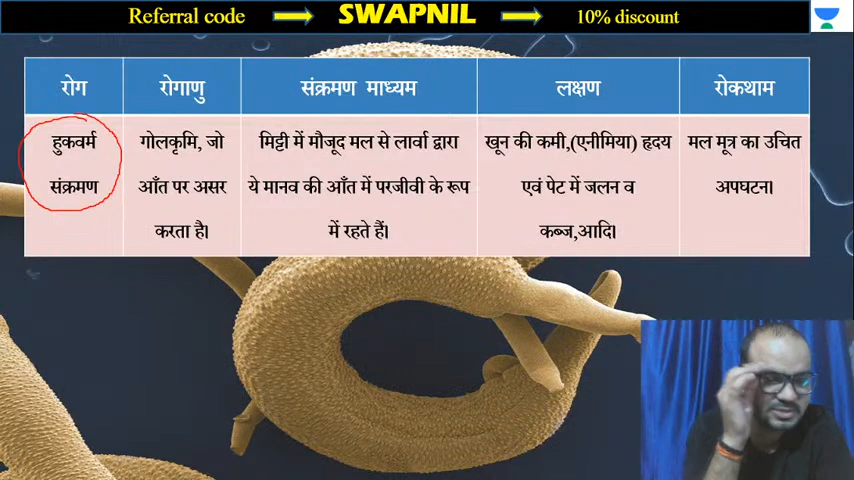 Referral code SWAPNIL 10% discount
रोग रोगाणु संक्रमण माध्यम लक्षण रोकथाम
हुकवर्म
संक्रमण
गोलकृमि, जो
आँत पर असर
करता है।
मिट्टी में मौजूद मल से लार्वा द्वारा
ये मानव की आँत में परजीवी के रूप
में रहते हैं।
खून की कमी,(एनीमिया) हृदय
एवं पेट में जलन व
कब्ज,आदि।
मल मूत्र का उचित
अपघटन।